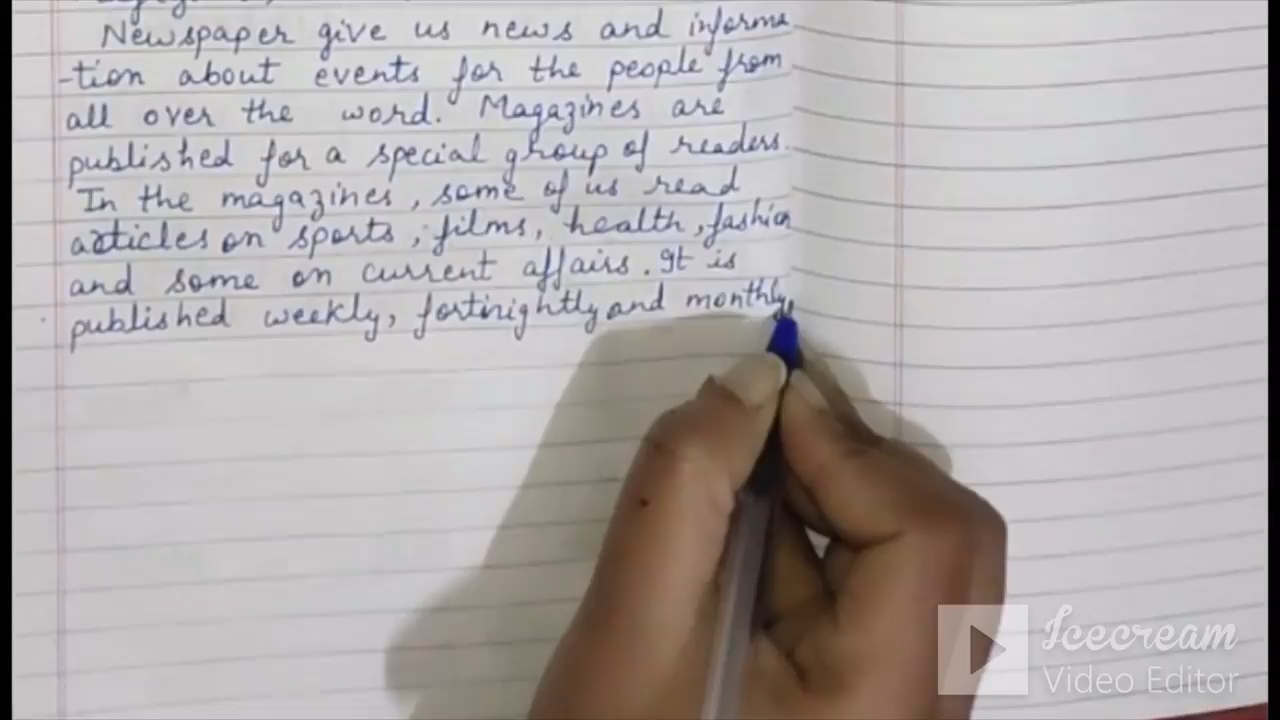 Newspaper give us news and informa
-tion about events for the people from
all over the word. Magazines are
published for a special group of readers.
In the magazines, some of us read
articles on sports, films, health, fashion
and some on current affairs. It is
published weekly, fortinightly and monthly.
Icecream
Video Editor